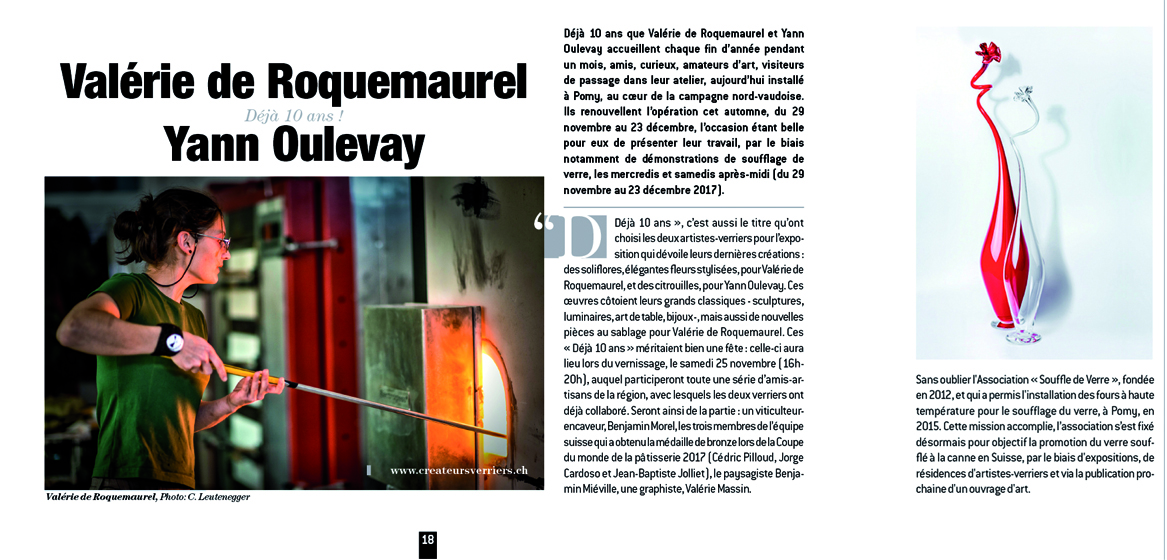 Valérie de Roquemaurel
Déjà 10 ans !
Yann Oulevay
www.createursverriers.ch
Valérie de Roquemaurel, Photo: C. Leutenegger
18
Déjà 10 ans que Valérie de Roquemaurel et Yann
Oulevay accueillent chaque fin d'année pendant
un mois, amis, curieux, amateurs d'art, visiteurs
de passage dans leur atelier, aujourd'hui installé
à Pomy, au cœur de la campagne nord-vaudoise.
Ils renouvellent l'opération cet automne, du 29
novembre au 23 décembre, l'occasion étant belle
pour eux de présenter leur travail, par le biais
notamment de démonstrations de soufflage de
verre, les mercredis et samedis après-midi (du 29
novembre au 23 décembre 2017).
“D
Déjà 10 ans », c'est aussi le titre qu'ont
choisi les deux artistes-verriers pour l'expo-
sition qui dévoile leurs dernières créations :
des soliflores, élégantes fleurs stylisées, pour Valérie de
Roquemaurel, et des citrouilles, pour Yann Oulevay. Ces
œuvres côtoient leurs grands classiques - sculptures,
luminaires, art de table, bijoux-, mais aussi de nouvelles
pièces au sablage pour Valérie de Roquemaurel. Ces
« Déjà 10 ans » méritaient bien une fête : celle-ci aura
lieu lors du vernissage, le samedi 25 novembre (16h-
20h), auquel participeront toute une série d'amis-ar-
tisans de la région, avec lesquels les deux verriers ont
déjà collaboré. Seront ainsi de la partie : un viticulteur-
encaveur, Benjamin Morel, les trois membres de l'équipe
suisse qui a obtenu la médaille de bronze lors de la Coupe
du monde de la pâtisserie 2017 (Cédric Pilloud, Jorge
Cardoso et Jean-Baptiste Jolliet), le paysagiste Benja-
min Miéville, une graphiste, Valérie Massin.
Sans oublier l'Association « Souffle de Verre », fondée
en 2012, et qui a permis l'installation des fours à haute
température pour le soufflage du verre, à Pomy, en
2015. Cette mission accomplie, l'association s'est fixé
désormais pour objectif la promotion du verre souf-
flé à la canne en Suisse, par le biais d'expositions, de
résidences d'artistes-verriers et via la publication pro-
chaine d'un ouvrage d'art.